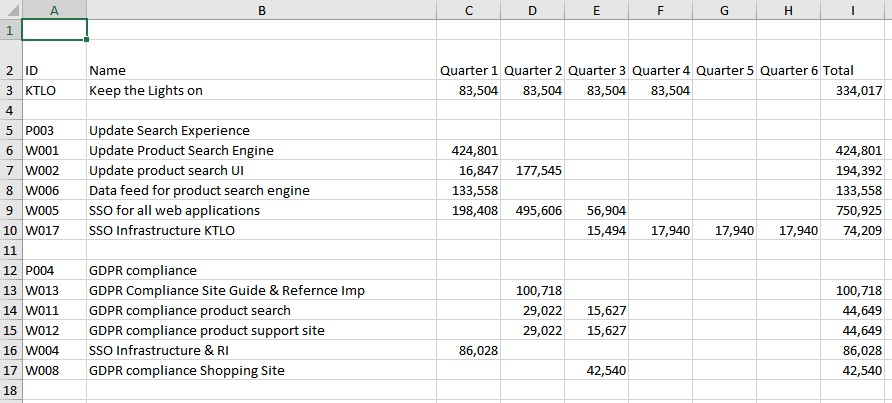 A B C D E F G H I
1
2 ID Name Quarter 1 Quarter 2 Quarter 3 Quarter 4 Quarter 5 Quarter 6 Total
3 KTLO Keep the Lights on 83,504 83,504 83,504 83,504 334,017
4
5 P003 Update Search Experience
6 W001 Update Product Search Engine 424,801 424,801
7 W002 Update product search UI 16,847 177,545 194,392
8 W006 Data feed for product search engine 133,558 133,558
9 W005 SSO for all web applications 198,408 495,606 56,904 750,925
10 W017 SSO Infrastructure KTLO 15,494 17,940 17,940 17,940 74,209
11
12 P004 GDPR compliance
13 W013 GDPR Compliance Site Guide & Refernce Imp 100,718 100,718
14 W011 GDPR compliance product search 29,022 15,627 44,649
15 W012 GDPR compliance product support site 29,022 15,627 44,649
16 W004 SSO Infrastructure & RI 86,028 86,028
17 W008 GDPR compliance Shopping Site 42,540 42,540
18